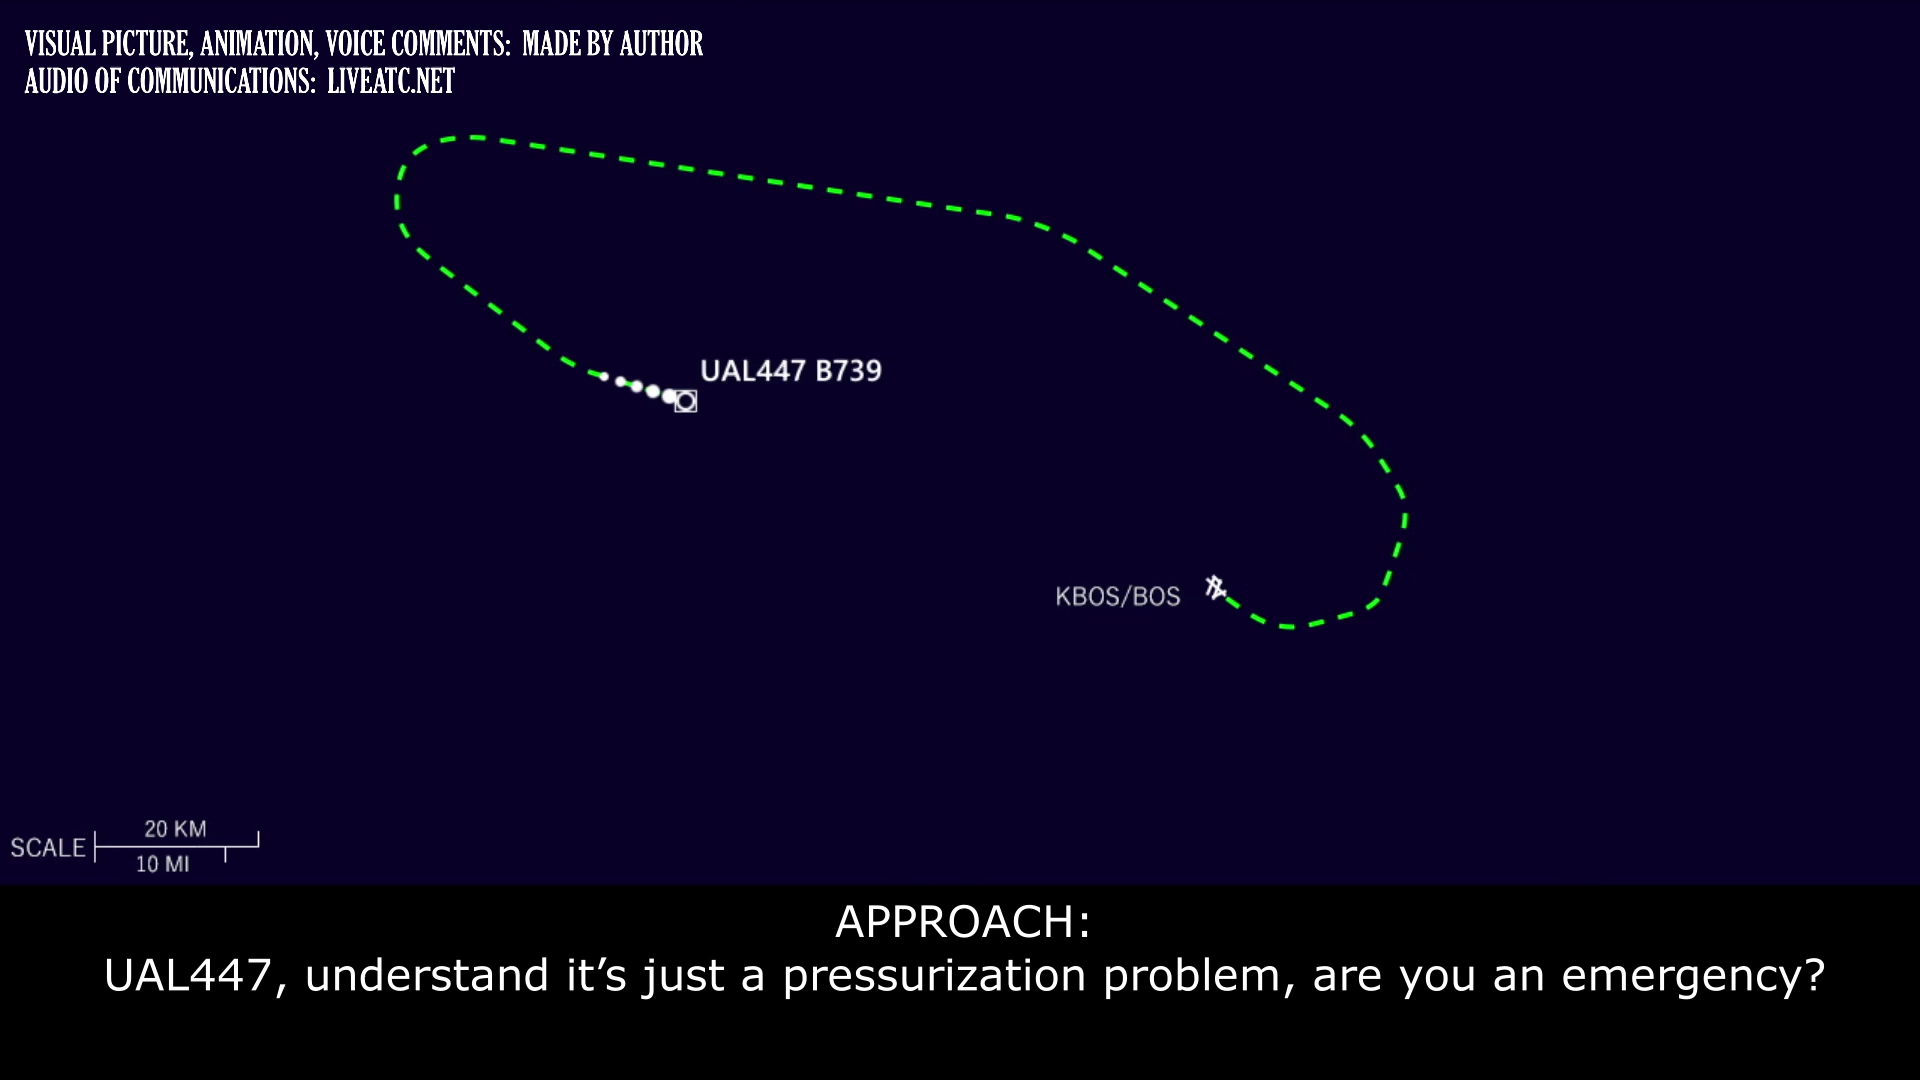 VISUAL PICTURE, ANIMATION, VOICE COMMENTS: MADE BY AUTHOR
AUDIO OF COMMUNICATIONS: LIVEATC.NET
UAL447 B739
KBOS/BOS
20 KM
SCALE
10 MI
APPROACH:
UAL447, understand it’s just a pressurization problem, are you an emergency?